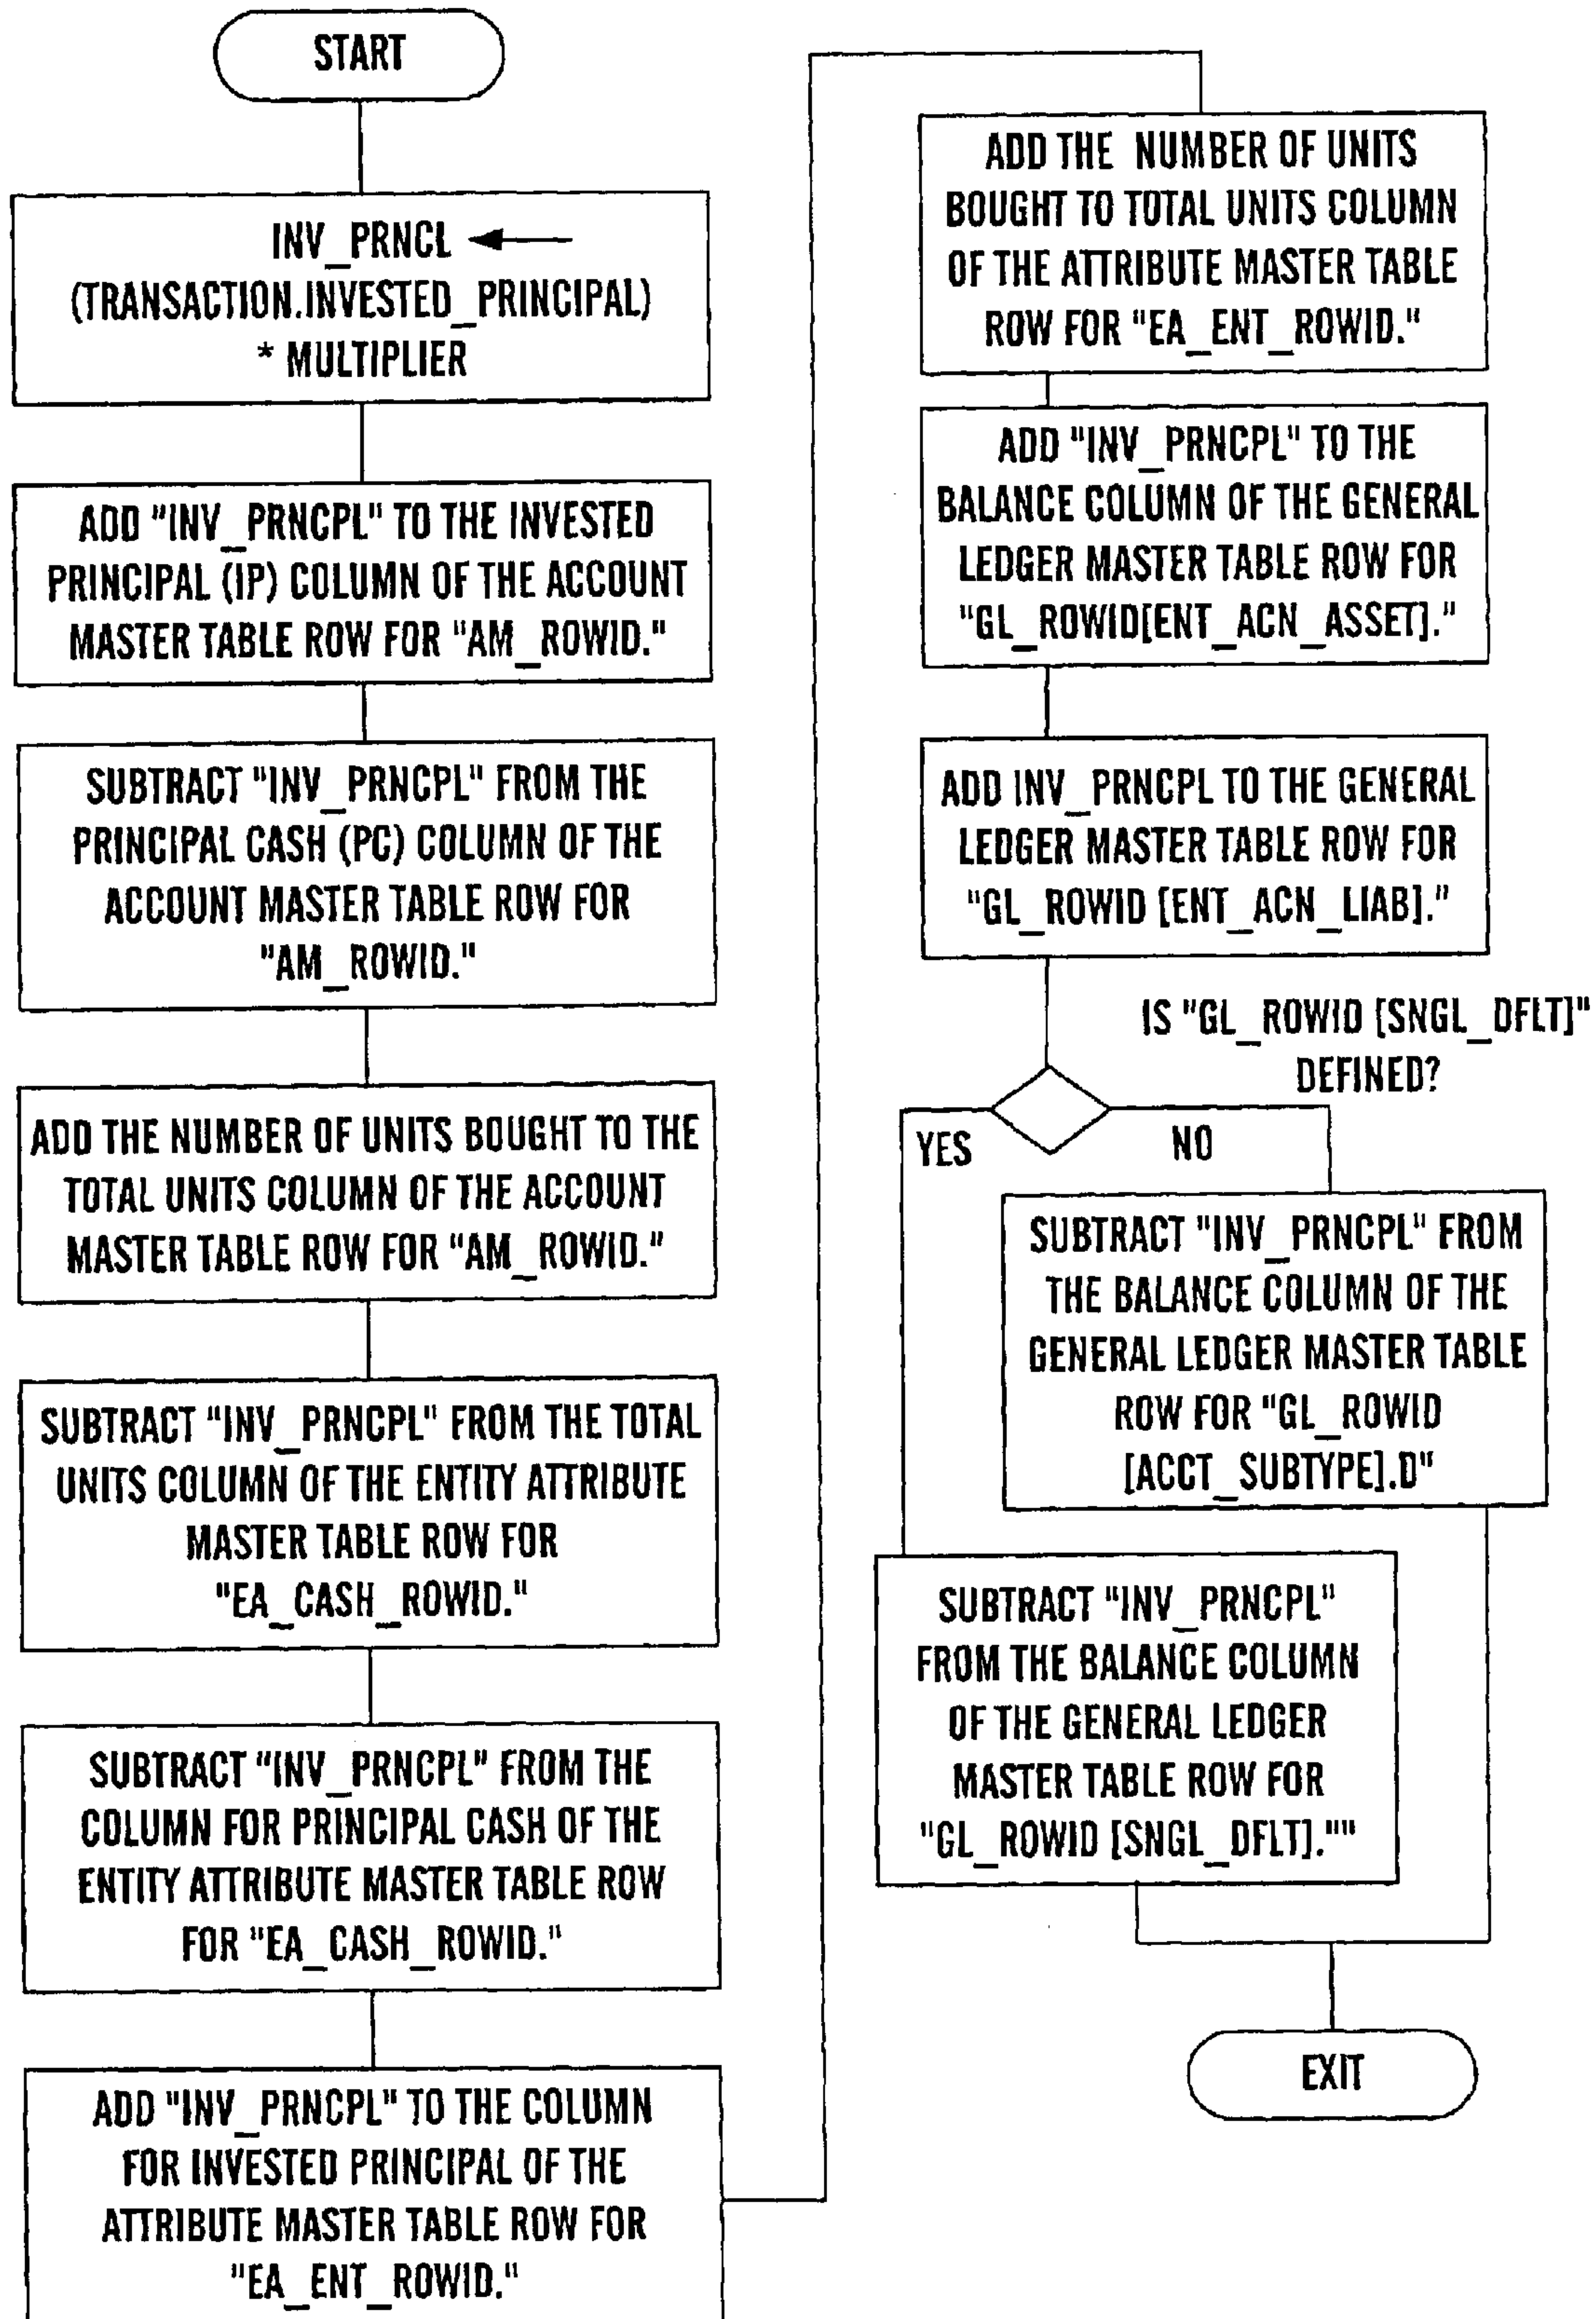 START
INV_PRNCL ←
(TRANSACTION.INVESTED_PRINCIPAL)
* MULTIPLIER
ADD "INV_PRNCPL" TO THE INVESTED
PRINCIPAL (IP) COLUMN OF THE ACCOUNT
MASTER TABLE ROW FOR "AM_ROWID."
SUBTRACT "INV_PRNCPL" FROM THE
PRINCIPAL CASH (PC) COLUMN OF THE
ACCOUNT MASTER TABLE ROW FOR
"AM_ROWID."
ADD THE NUMBER OF UNITS BOUGHT TO THE
TOTAL UNITS COLUMN OF THE ACCOUNT
MASTER TABLE ROW FOR "AM_ROWID."
SUBTRACT "INV_PRNCPL" FROM THE TOTAL
UNITS COLUMN OF THE ENTITY ATTRIBUTE
MASTER TABLE ROW FOR
"EA_CASH_ROWID."
SUBTRACT "INV_PRNCPL" FROM THE
COLUMN FOR PRINCIPAL CASH OF THE
ENTITY ATTRIBUTE MASTER TABLE ROW
FOR "EA_CASH_ROWID."
ADD "INV_PRNCPL" TO THE COLUMN
FOR INVESTED PRINCIPAL OF THE
ATTRIBUTE MASTER TABLE ROW FOR
"EA_ENT_ROWID."
ADD THE NUMBER OF UNITS
BOUGHT TO TOTAL UNITS COLUMN
OF THE ATTRIBUTE MASTER TABLE
ROW FOR "EA_ENT_ROWID."
ADD "INV_PRNCPL" TO THE
BALANCE COLUMN OF THE GENERAL
LEDGER MASTER TABLE ROW FOR
"GL_ROWID[ENT_ACN_ASSET]."
ADD INV_PRNCPL TO THE GENERAL
LEDGER MASTER TABLE ROW FOR
"GL_ROWID [ENT_ACN_LIAB]."
IS "GL_ROWID [SNGL_DFLT]"
DEFINED?
YES
NO
SUBTRACT "INV_PRNCPL" FROM
THE BALANCE COLUMN OF THE
GENERAL LEDGER MASTER TABLE
ROW FOR "GL_ROWID
[ACCT_SUBTYPE].D"
SUBTRACT "INV_PRNCPL"
FROM THE BALANCE COLUMN
OF THE GENERAL LEDGER
MASTER TABLE ROW FOR
"GL_ROWID [SNGL_DFLT].""
EXIT